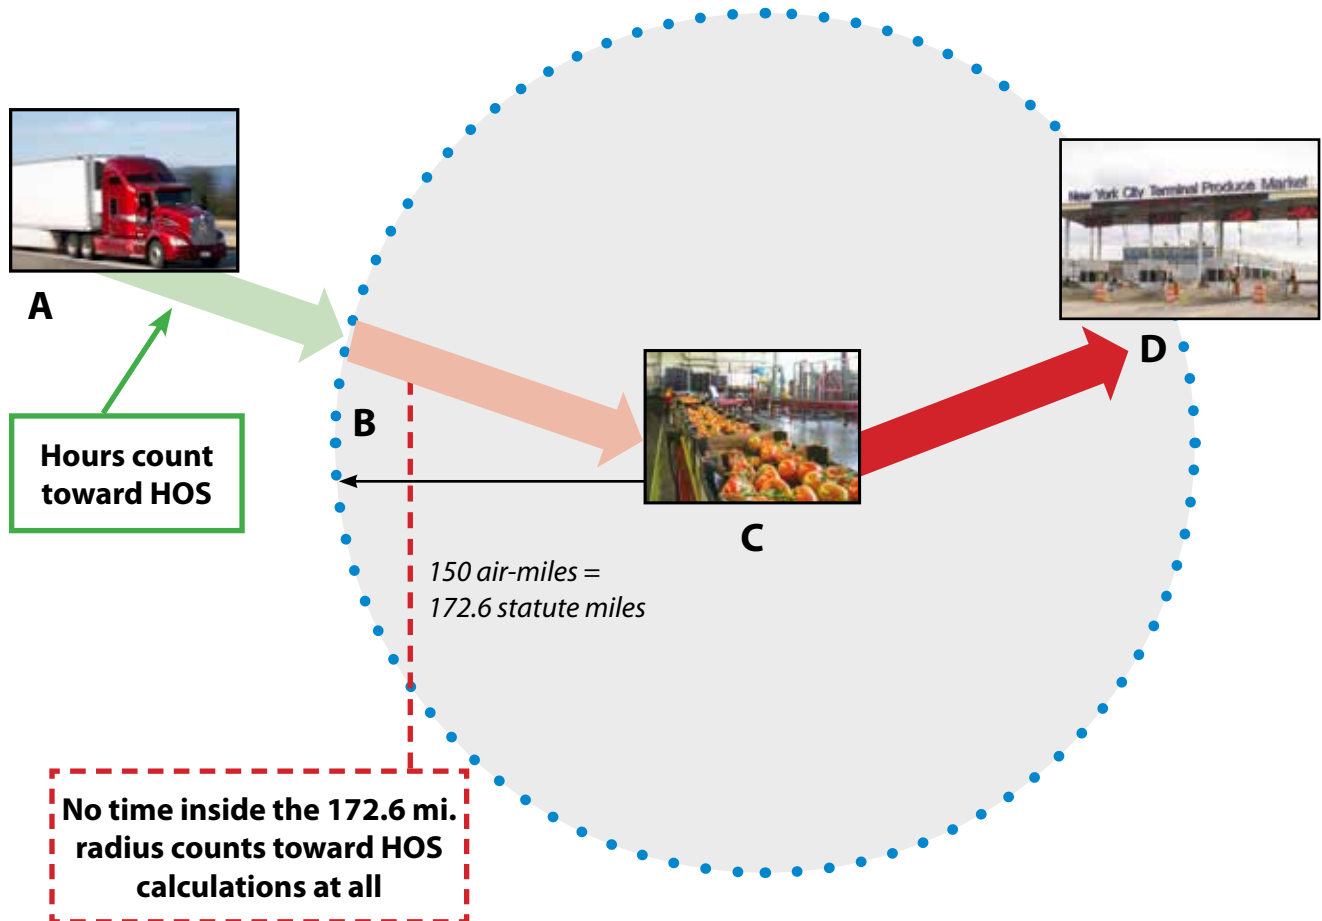 New York City Terminal Produce Market
A
D
B
Hours count
toward HOS
C
150 air-miles =
172.6 statute miles
No time inside the 172.6 mi.
radius counts toward HOS
calculations at all